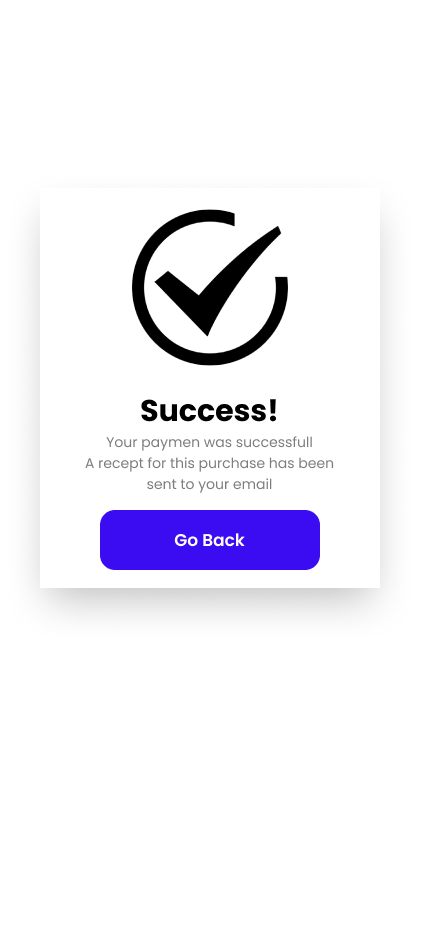 Success!
Your paymen was successfull
A recept for this purchase has been
sent to your email
Go Back